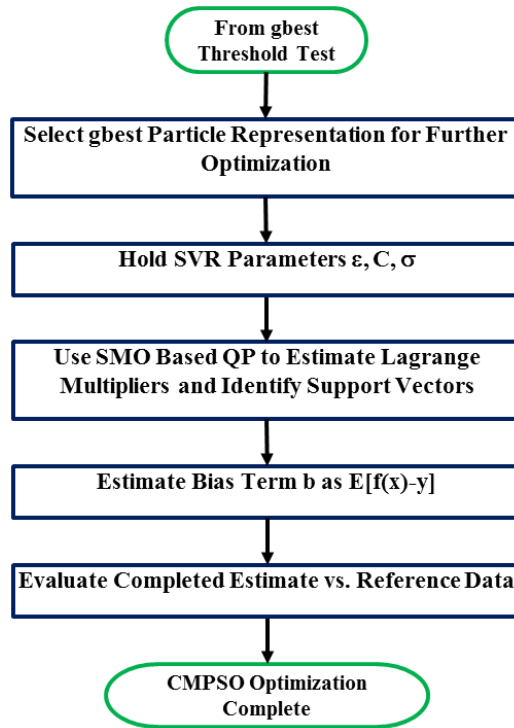 From gbest
Threshold Test
Select gbest Particle Representation for Further
Optimization
Hold SVR Parameters ε, C, σ
Use SMO Based QP to Estimate Lagrange
Multipliers and Identify Support Vectors
Estimate Bias Term b as E[f(x)-y]
Evaluate Completed Estimate vs. Reference Data
CMPSO Optimization
Complete